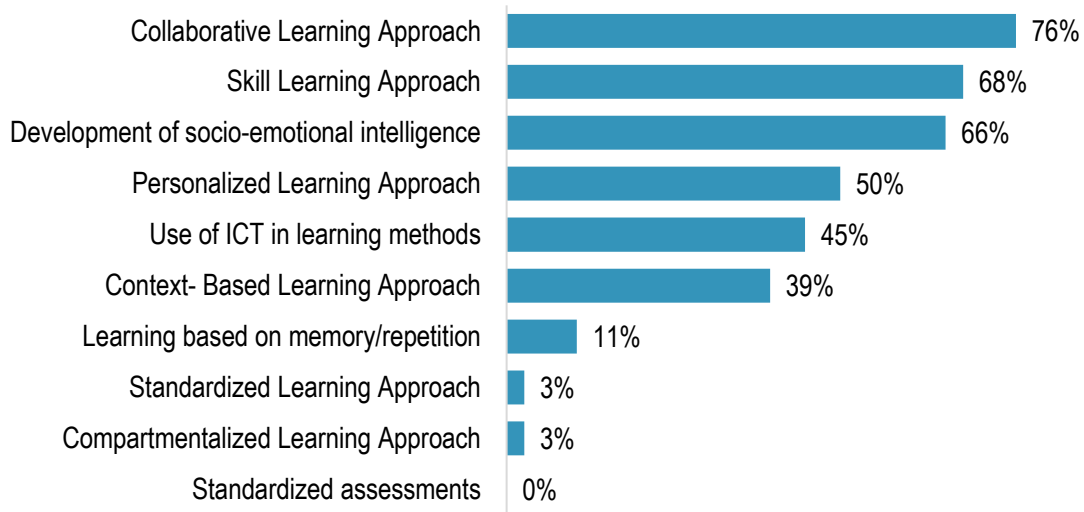 Collaborative Learning Approach 76%
Skill Learning Approach 68%
Development of socio-emotional intelligence 66%
Personalized Learning Approach 50%
Use of ICT in learning methods 45%
Context- Based Learning Approach 39%
Learning based on memory/repetition 11%
Standardized Learning Approach 3%
Compartmentalized Learning Approach 3%
Standardized assessments 0%